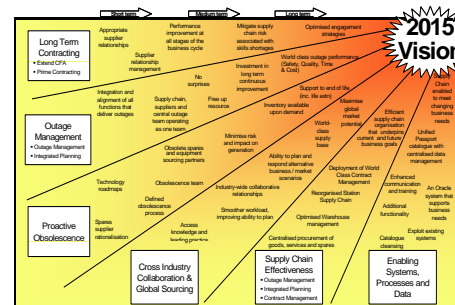 Short term
Medium term
Long term
2015
Vision
Long Term
Contracting
• Extend CFA
• Prime Contracting
Appropriate
supplier
relationships
Performance
improvement at
all stages of the
business cycle
Mitigate supply
chain risk
associated with
skills shortages
Optimised engagement
strategies
Supplier
relationship
management
No
surprises
Investment in
long term
continuous
improvement
World class outage performance
(Safety, Quality, Time
& Cost)
Supply
Chain
enabled to
meet changing
business
needs
Integration and
alignment of all
functions that
deliver outages
Supply chain,
suppliers and
central outage
team operating
as one team
Free up
resource
Support to end of life
(inc. life extn)
Inventory available
upon demand
Maximise
global
market
potential
Efficient
supply chain
organisation
that underpins
current and future
business goals
Outage
Management
• Outage Management
• Integrated Planning
Obsolete spares
and equipment
sourcing partners
Minimise risk
and impact on
generation
World-
class
supply
base
Unified
Passport
catalogue with
centralised data
management
Technology
roadmaps
Obsolescence team
Ability to plan and
respond alternative
business / market
scenarios
Deployment of World
Class Contract
Management
Enhanced
communication
and training
An Oracle
system that
supports
business
needs
Proactive
Obsolescence
Defined
obsolescence
process
Industry-wide collaborative
relationships
Reorganised Station
Supply Chain
Additional
functionality
Spares
supplier
rationalisation
Access
knowledge and
leading practice
Smoother workload,
improving ability to plan
Optimised Warehouse
management
Centralised procurement of
goods, services and spares
Exploit existing
systems
Catalogue
cleansing
Cross Industry
Collaboration &
Global Sourcing
Supply Chain
Effectiveness
• Outage Management
• Integrated Planning
• Contract Management
Enabling
Systems,
Processes and
Data